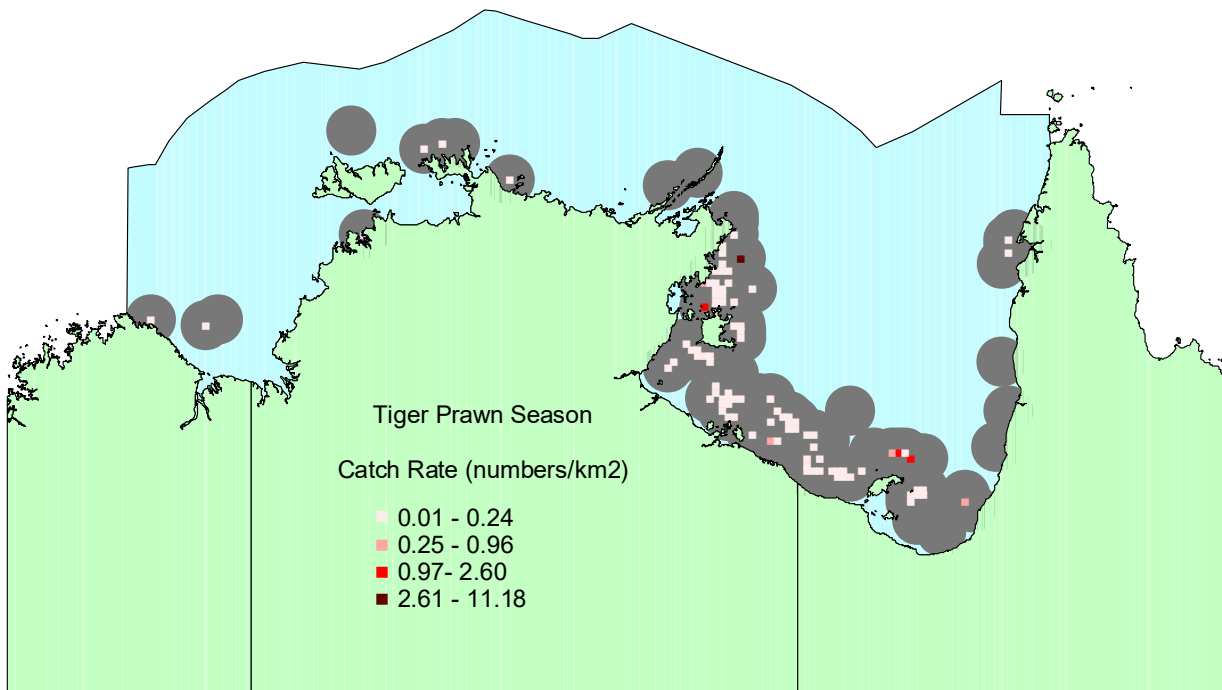 Tiger Prawn Season
Catch Rate (numbers/km2)
0.01 - 0.24
0.25 - 0.96
0.97- 2.60
2.61 - 11.18